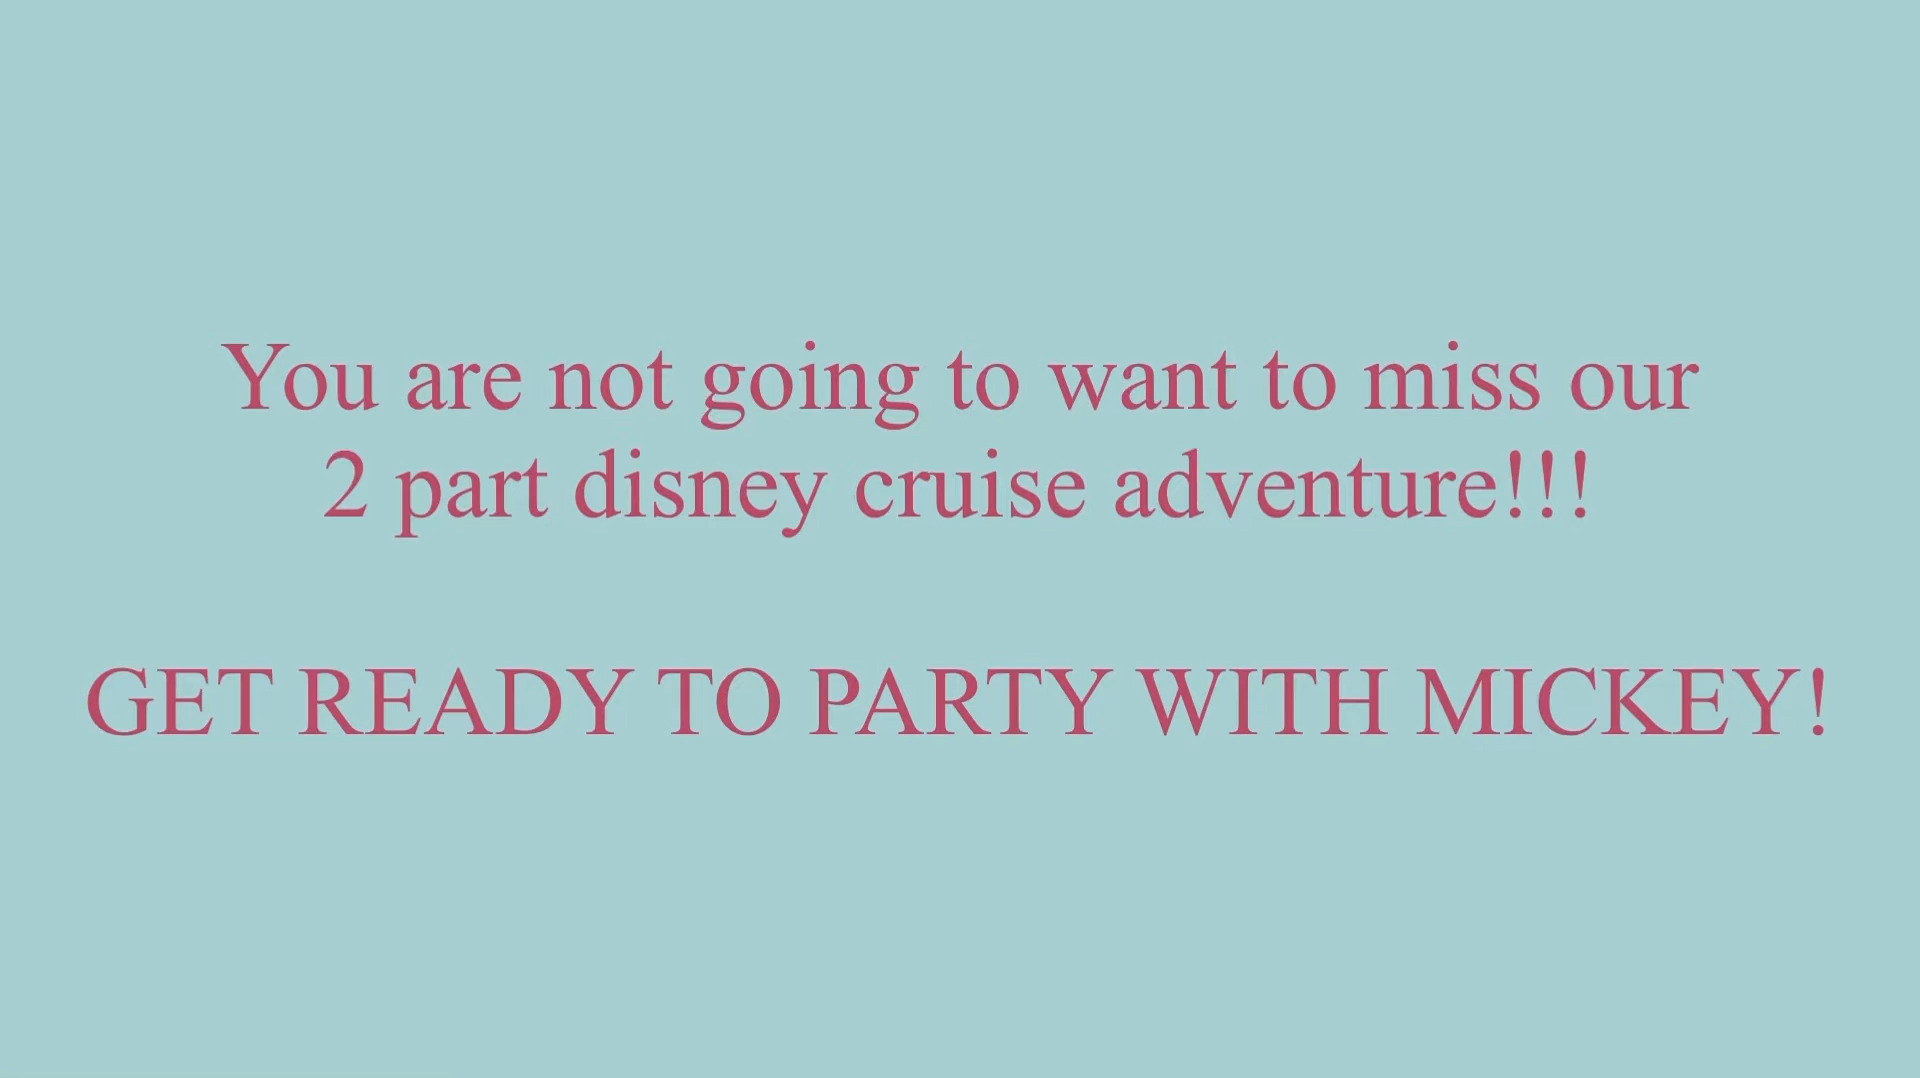 You are not going to want to miss our
2 part disney cruise adventure!!!
GET READY TO PARTY WITH MICKEY!